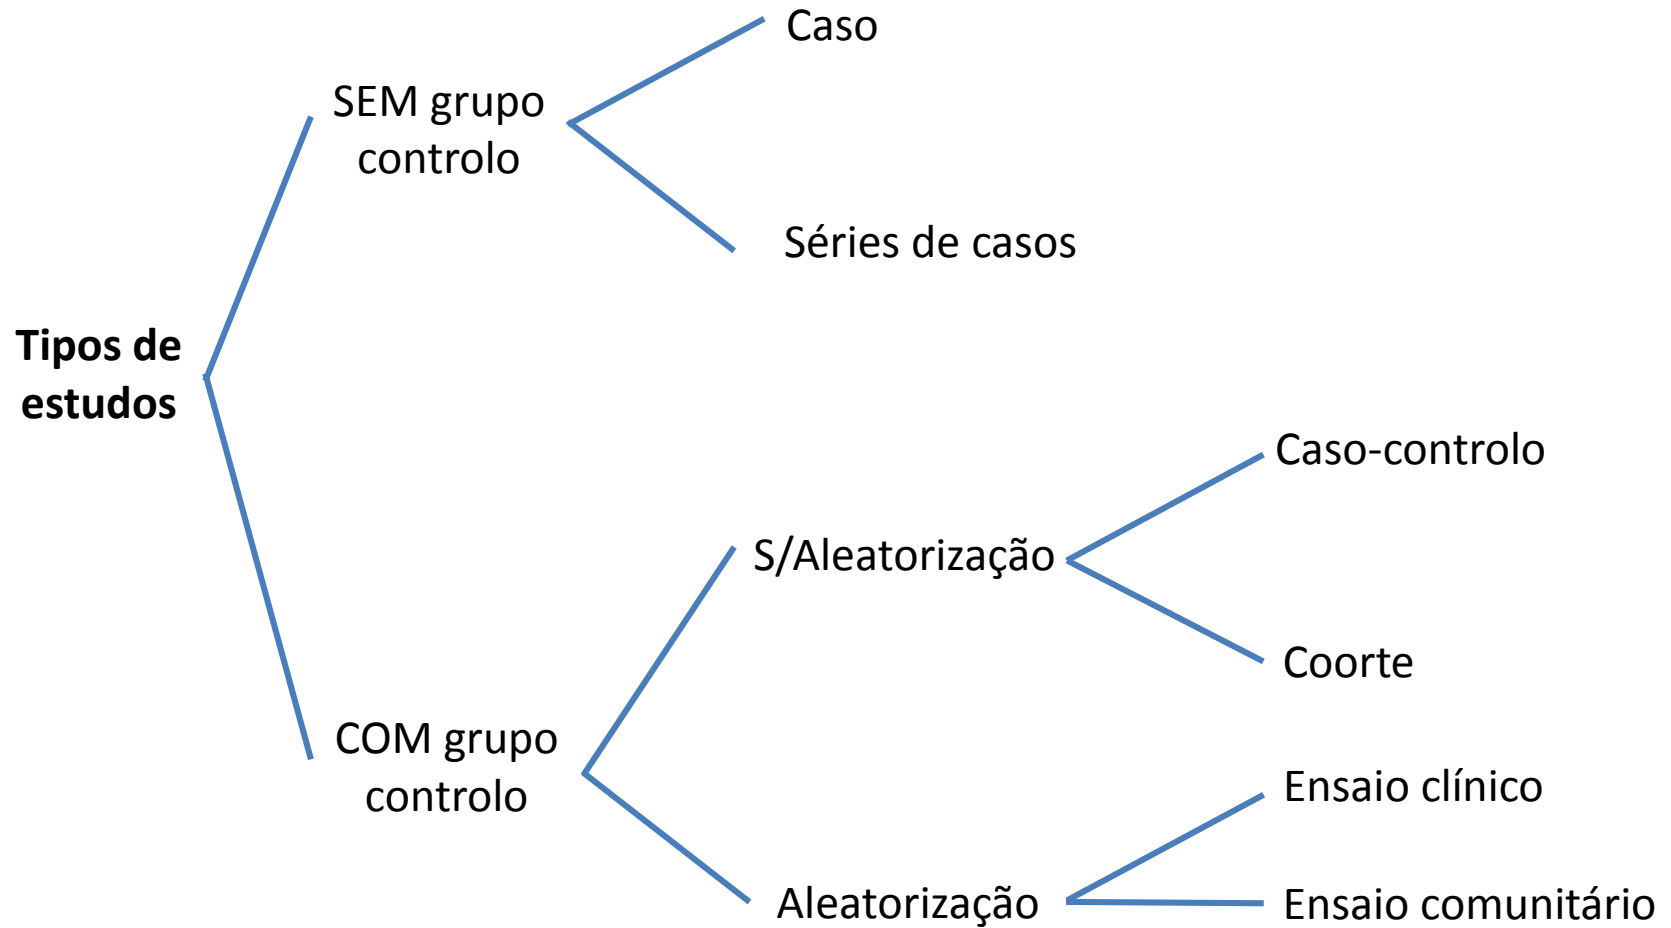 Caso
SEM grupo
controlo
Séries de casos
Tipos de
estudos
Caso-controlo
S/Aleatorização
Coorte
COM grupo
controlo
Ensaio clínico
Aleatorização
Ensaio comunitário